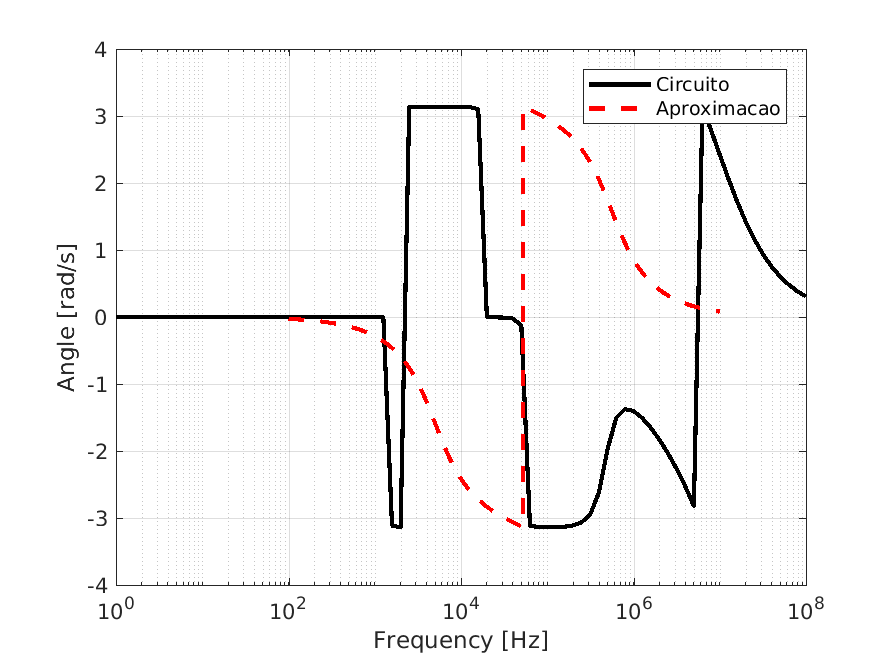 4
3
2
1
0
-1
-2
-3
-4
Angle [rad/s]
Circuito
Aproximacao
10^0 10^2 10^4 10^6 10^8
Frequency [Hz]